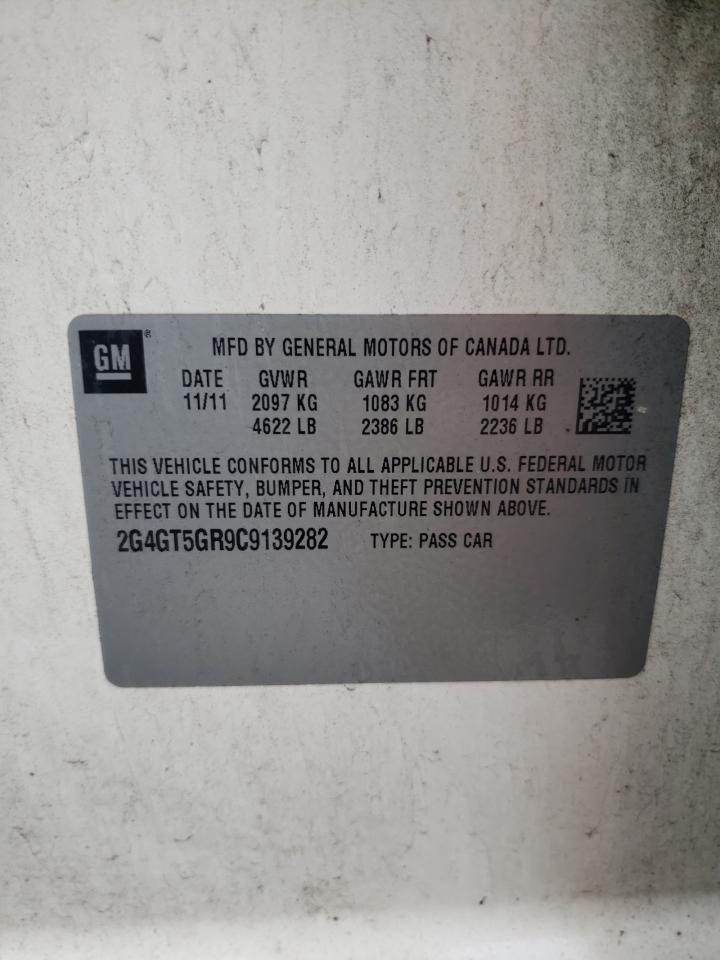 GM ®
MFD BY GENERAL MOTORS OF CANADA LTD.
DATE GVWR GAWR FRT GAWR RR
11/11 2097 KG 1083 KG 1014 KG
4622 LB 2386 LB 2236 LB
THIS VEHICLE CONFORMS TO ALL APPLICABLE U.S. FEDERAL MOTOR
VEHICLE SAFETY, BUMPER, AND THEFT PREVENTION STANDARDS IN
EFFECT ON THE DATE OF MANUFACTURE SHOWN ABOVE.
2G4GT5GR9C9139282 TYPE: PASS CAR